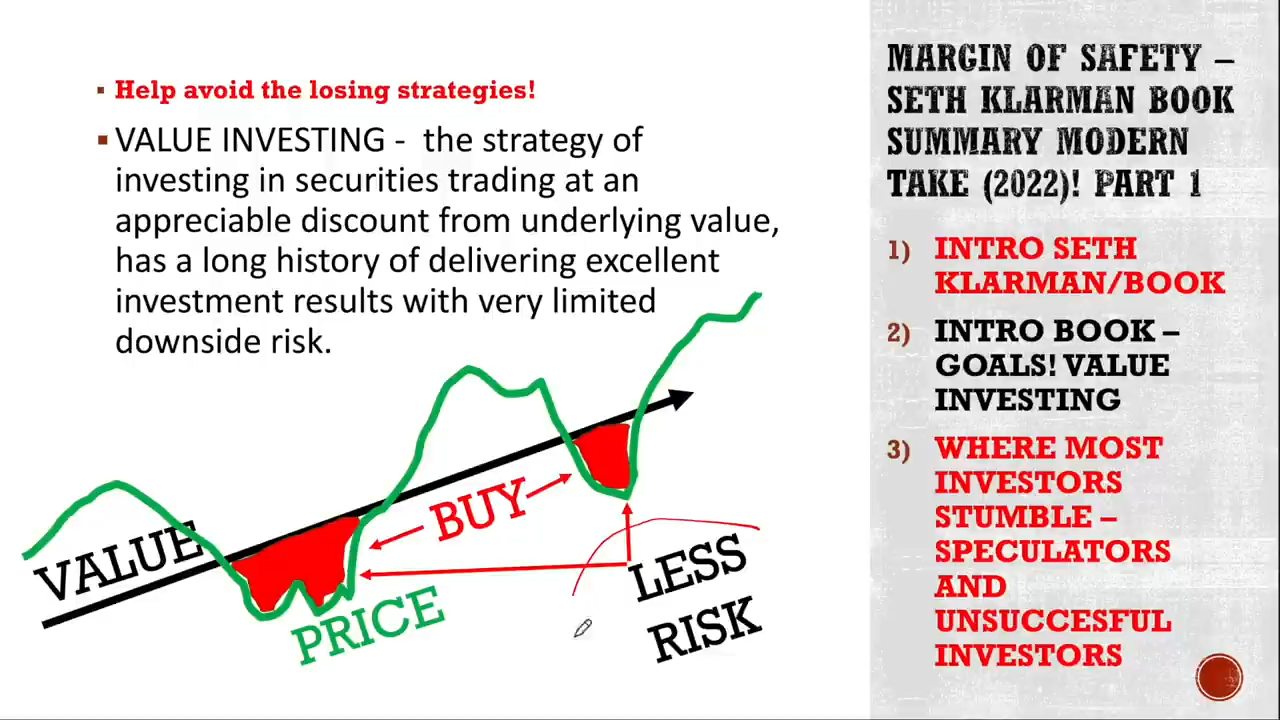 Help avoid the losing strategies!
VALUE INVESTING - the strategy of
investing in securities trading at an
appreciable discount from underlying value,
has a long history of delivering excellent
investment results with very limited
downside risk.
VALUE
BUY
PRICE
LESS
RISK
MARGIN OF SAFETY –
SETH KLARMAN BOOK
SUMMARY MODERN
TAKE (2022)! PART 1
1) INTRO SETH
KLARMAN/BOOK
2) INTRO BOOK –
GOALS! VALUE
INVESTING
3) WHERE MOST
INVESTORS
STUMBLE –
SPECULATORS
AND
UNSUCCESFUL
INVESTORS